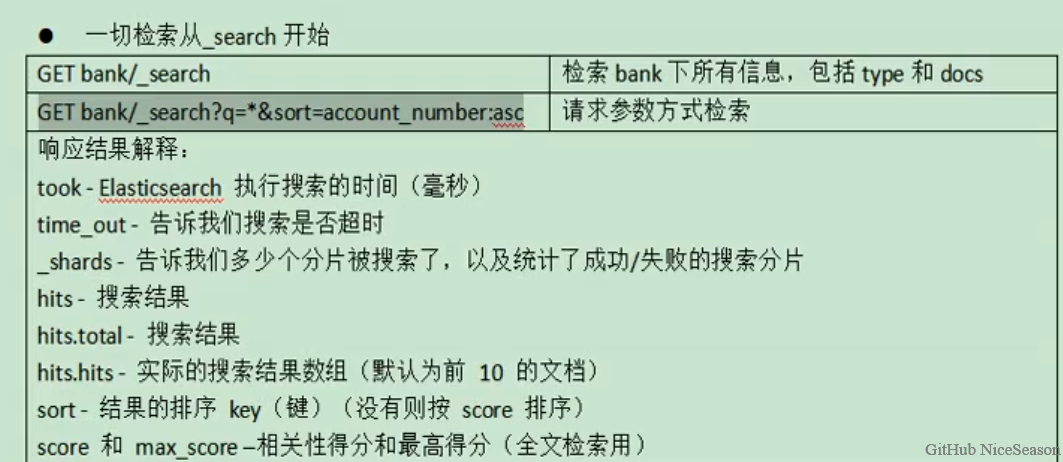 ● 一切检索从_search 开始
GET bank/_search 检索 bank 下所有信息，包括 type 和 docs
GET bank/_search?q=*&sort=account_number:asc 请求参数方式检索
响应结果解释：
took - Elasticsearch 执行搜索的时间（毫秒）
time_out - 告诉我们搜索是否超时
_shards - 告诉我们多少个分片被搜索了，以及统计了成功/失败的搜索分片
hits - 搜索结果
hits.total - 搜索结果
hits.hits - 实际的搜索结果数组（默认为前 10 的文档）
sort - 结果的排序 key（键）（没有则按 score 排序）
score 和 max_score –相关性得分和最高得分（全文检索用）
GitHub NiceSeason